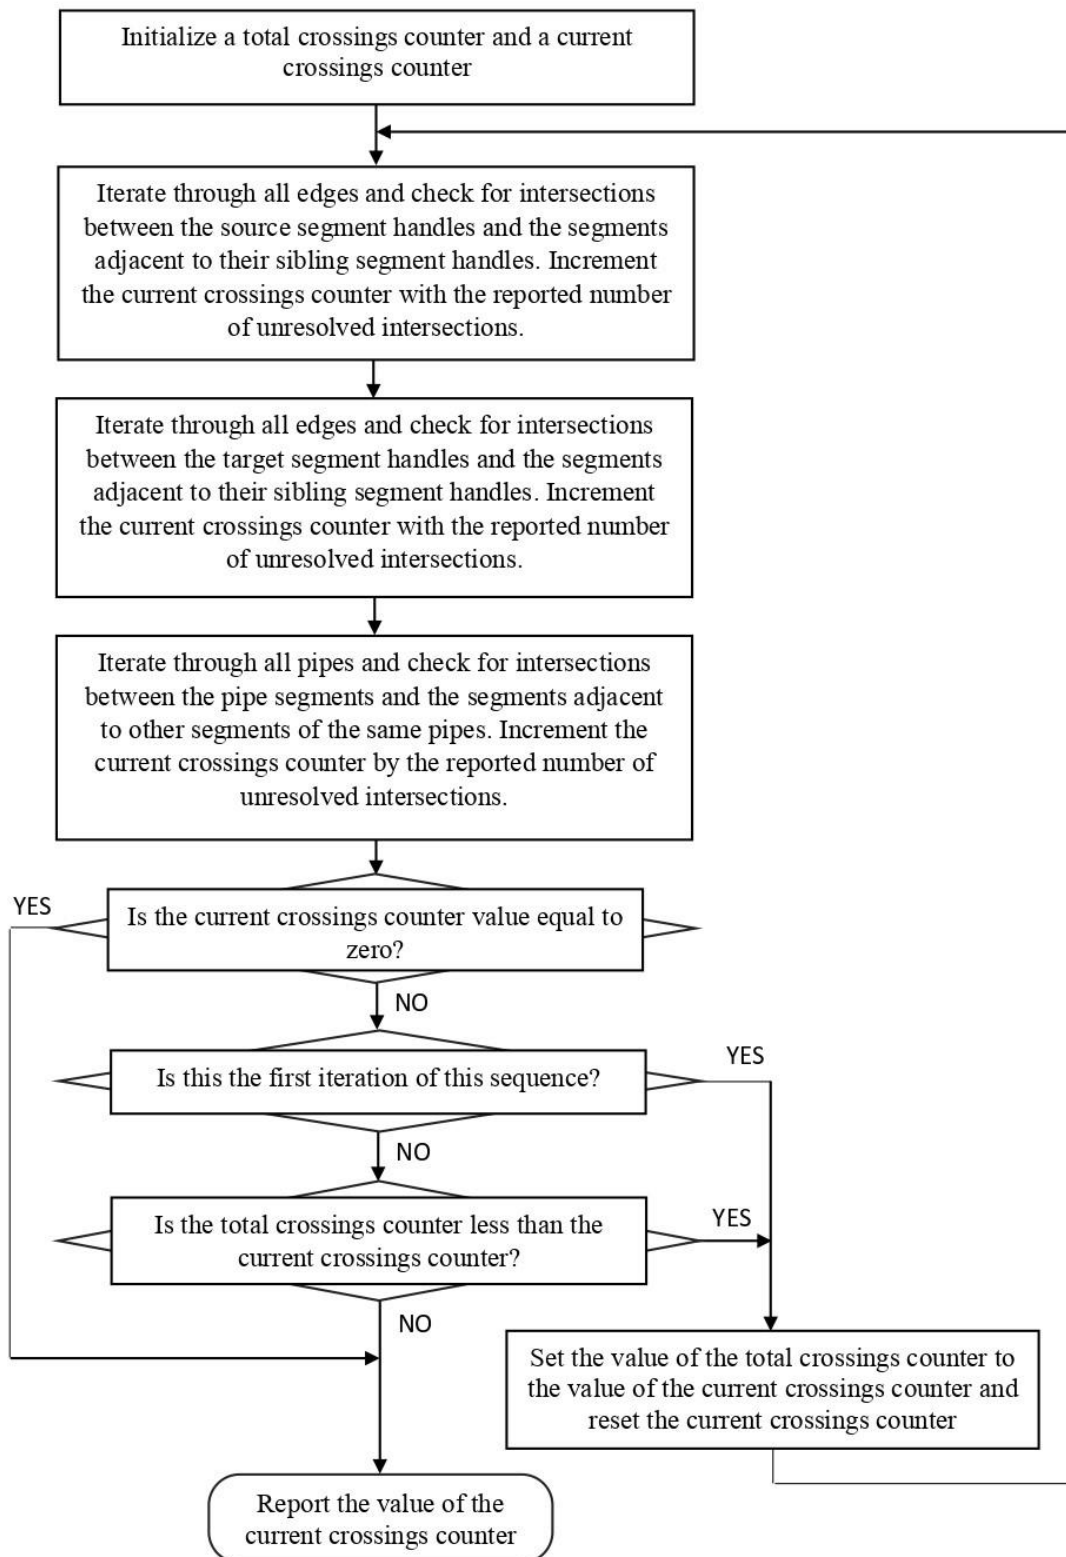 Initialize a total crossings counter and a current
crossings counter
Iterate through all edges and check for intersections
between the source segment handles and the segments
adjacent to their sibling segment handles. Increment
the current crossings counter with the reported number
of unresolved intersections.
Iterate through all edges and check for intersections
between the target segment handles and the segments
adjacent to their sibling segment handles. Increment
the current crossings counter with the reported number
of unresolved intersections.
Iterate through all pipes and check for intersections
between the pipe segments and the segments adjacent
to other segments of the same pipes. Increment the
current crossings counter by the reported number of
unresolved intersections.
YES
Is the current crossings counter value equal to
zero?
NO
YES
Is this the first iteration of this sequence?
NO
YES
Is the total crossings counter less than the
current crossings counter?
NO
Set the value of the total crossings counter to
the value of the current crossings counter and
reset the current crossings counter
Report the value of the
current crossings counter